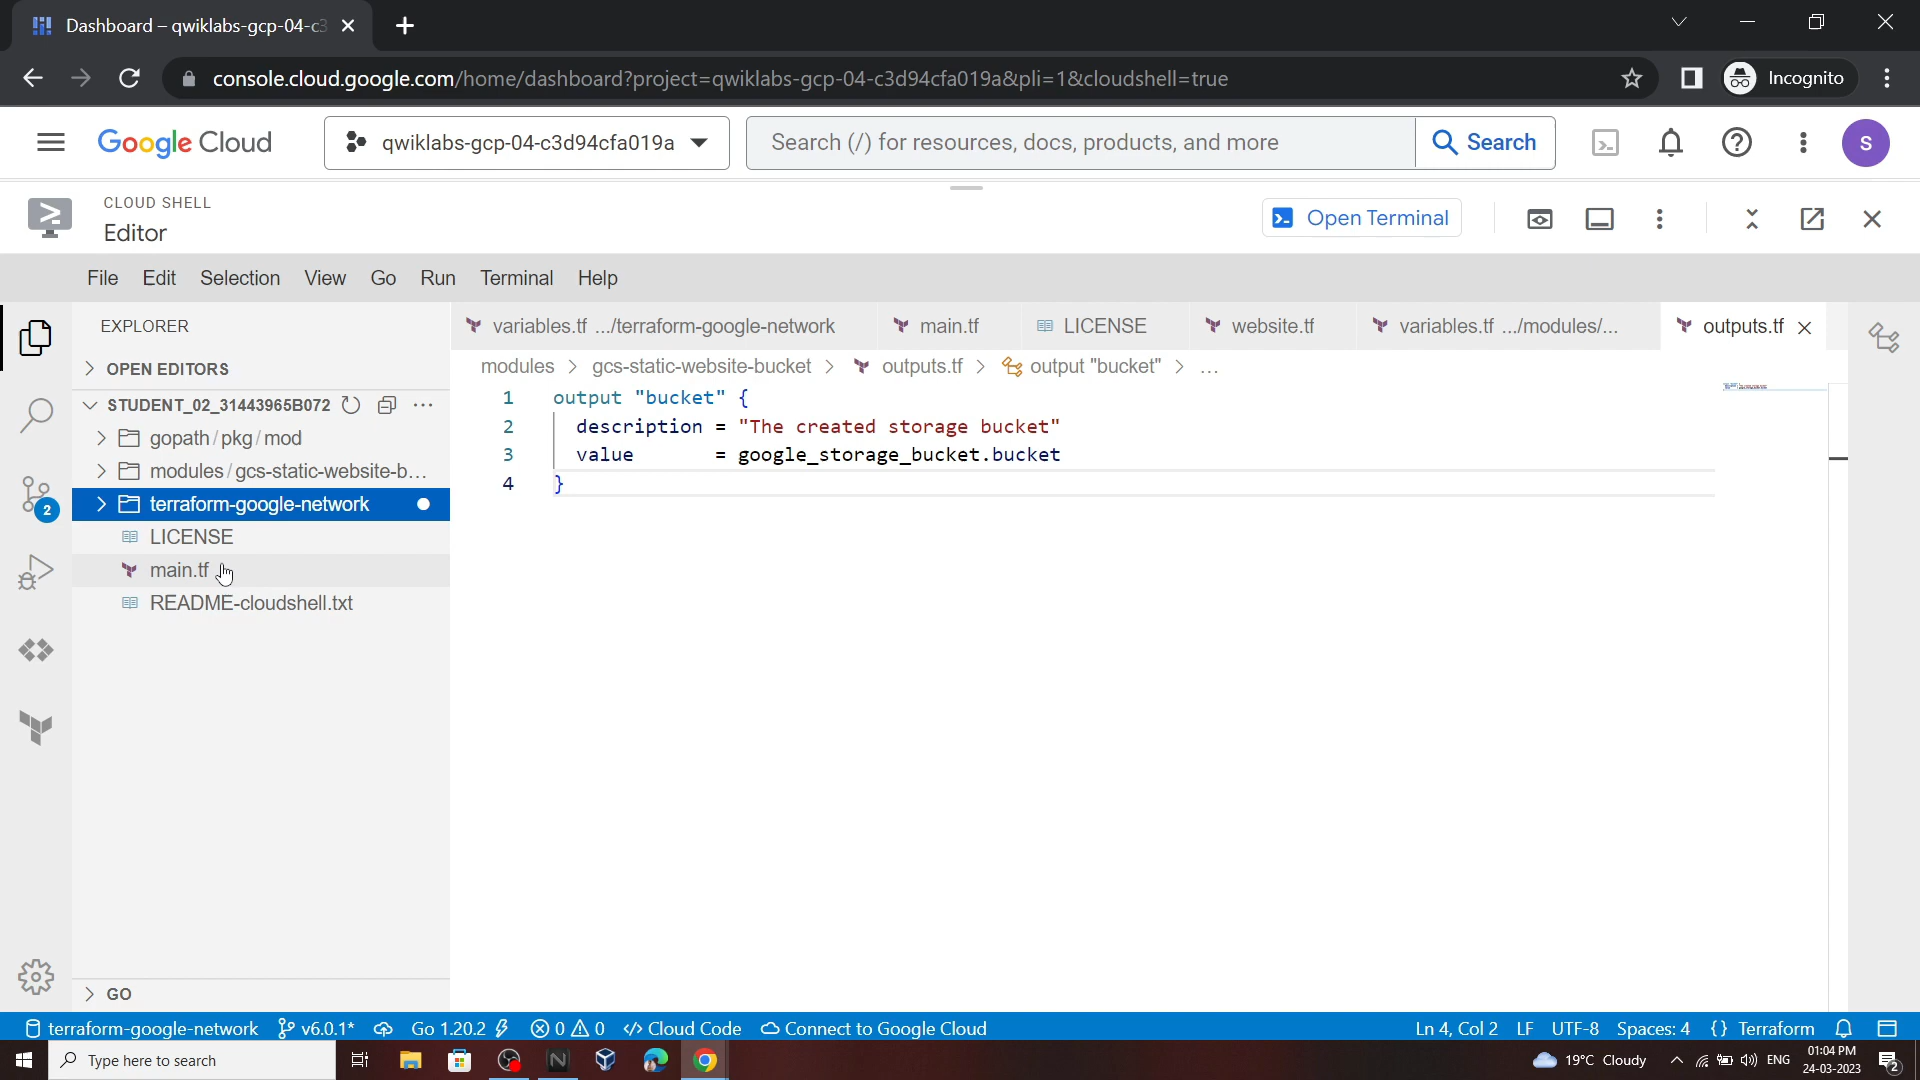 Dashboard – qwiklabs-gcp-04-c3
console.cloud.google.com/home/dashboard?project=qwiklabs-gcp-04-c3d94cfa019a&pli=1&cloudshell=true
Incognito
Google Cloud
qwiklabs-gcp-04-c3d94cfa019a
Search (/) for resources, docs, products, and more
Search
S
CLOUD SHELL
Editor
Open Terminal
File Edit Selection View Go Run Terminal Help
EXPLORER
variables.tf .../terraform-google-network
main.tf
LICENSE
website.tf
variables.tf .../modules/...
outputs.tf
OPEN EDITORS
modules > gcs-static-website-bucket > outputs.tf > output "bucket" > ...
STUDENT_02_31443965B072
gopath/pkg/mod
modules/gcs-static-website-b...
terraform-google-network
LICENSE
main.tf
README-cloudshell.txt
1 output "bucket" {
2 description = "The created storage bucket"
3 value = google_storage_bucket.bucket
4 }
2
GO
terraform-google-network v6.0.1* Go 1.20.2 0 0 Cloud Code Connect to Google Cloud
Ln 4, Col 2 LF UTF-8 Spaces: 4 {} Terraform
Type here to search
19°C Cloudy
ENG
01:04 PM
24-03-2023
2